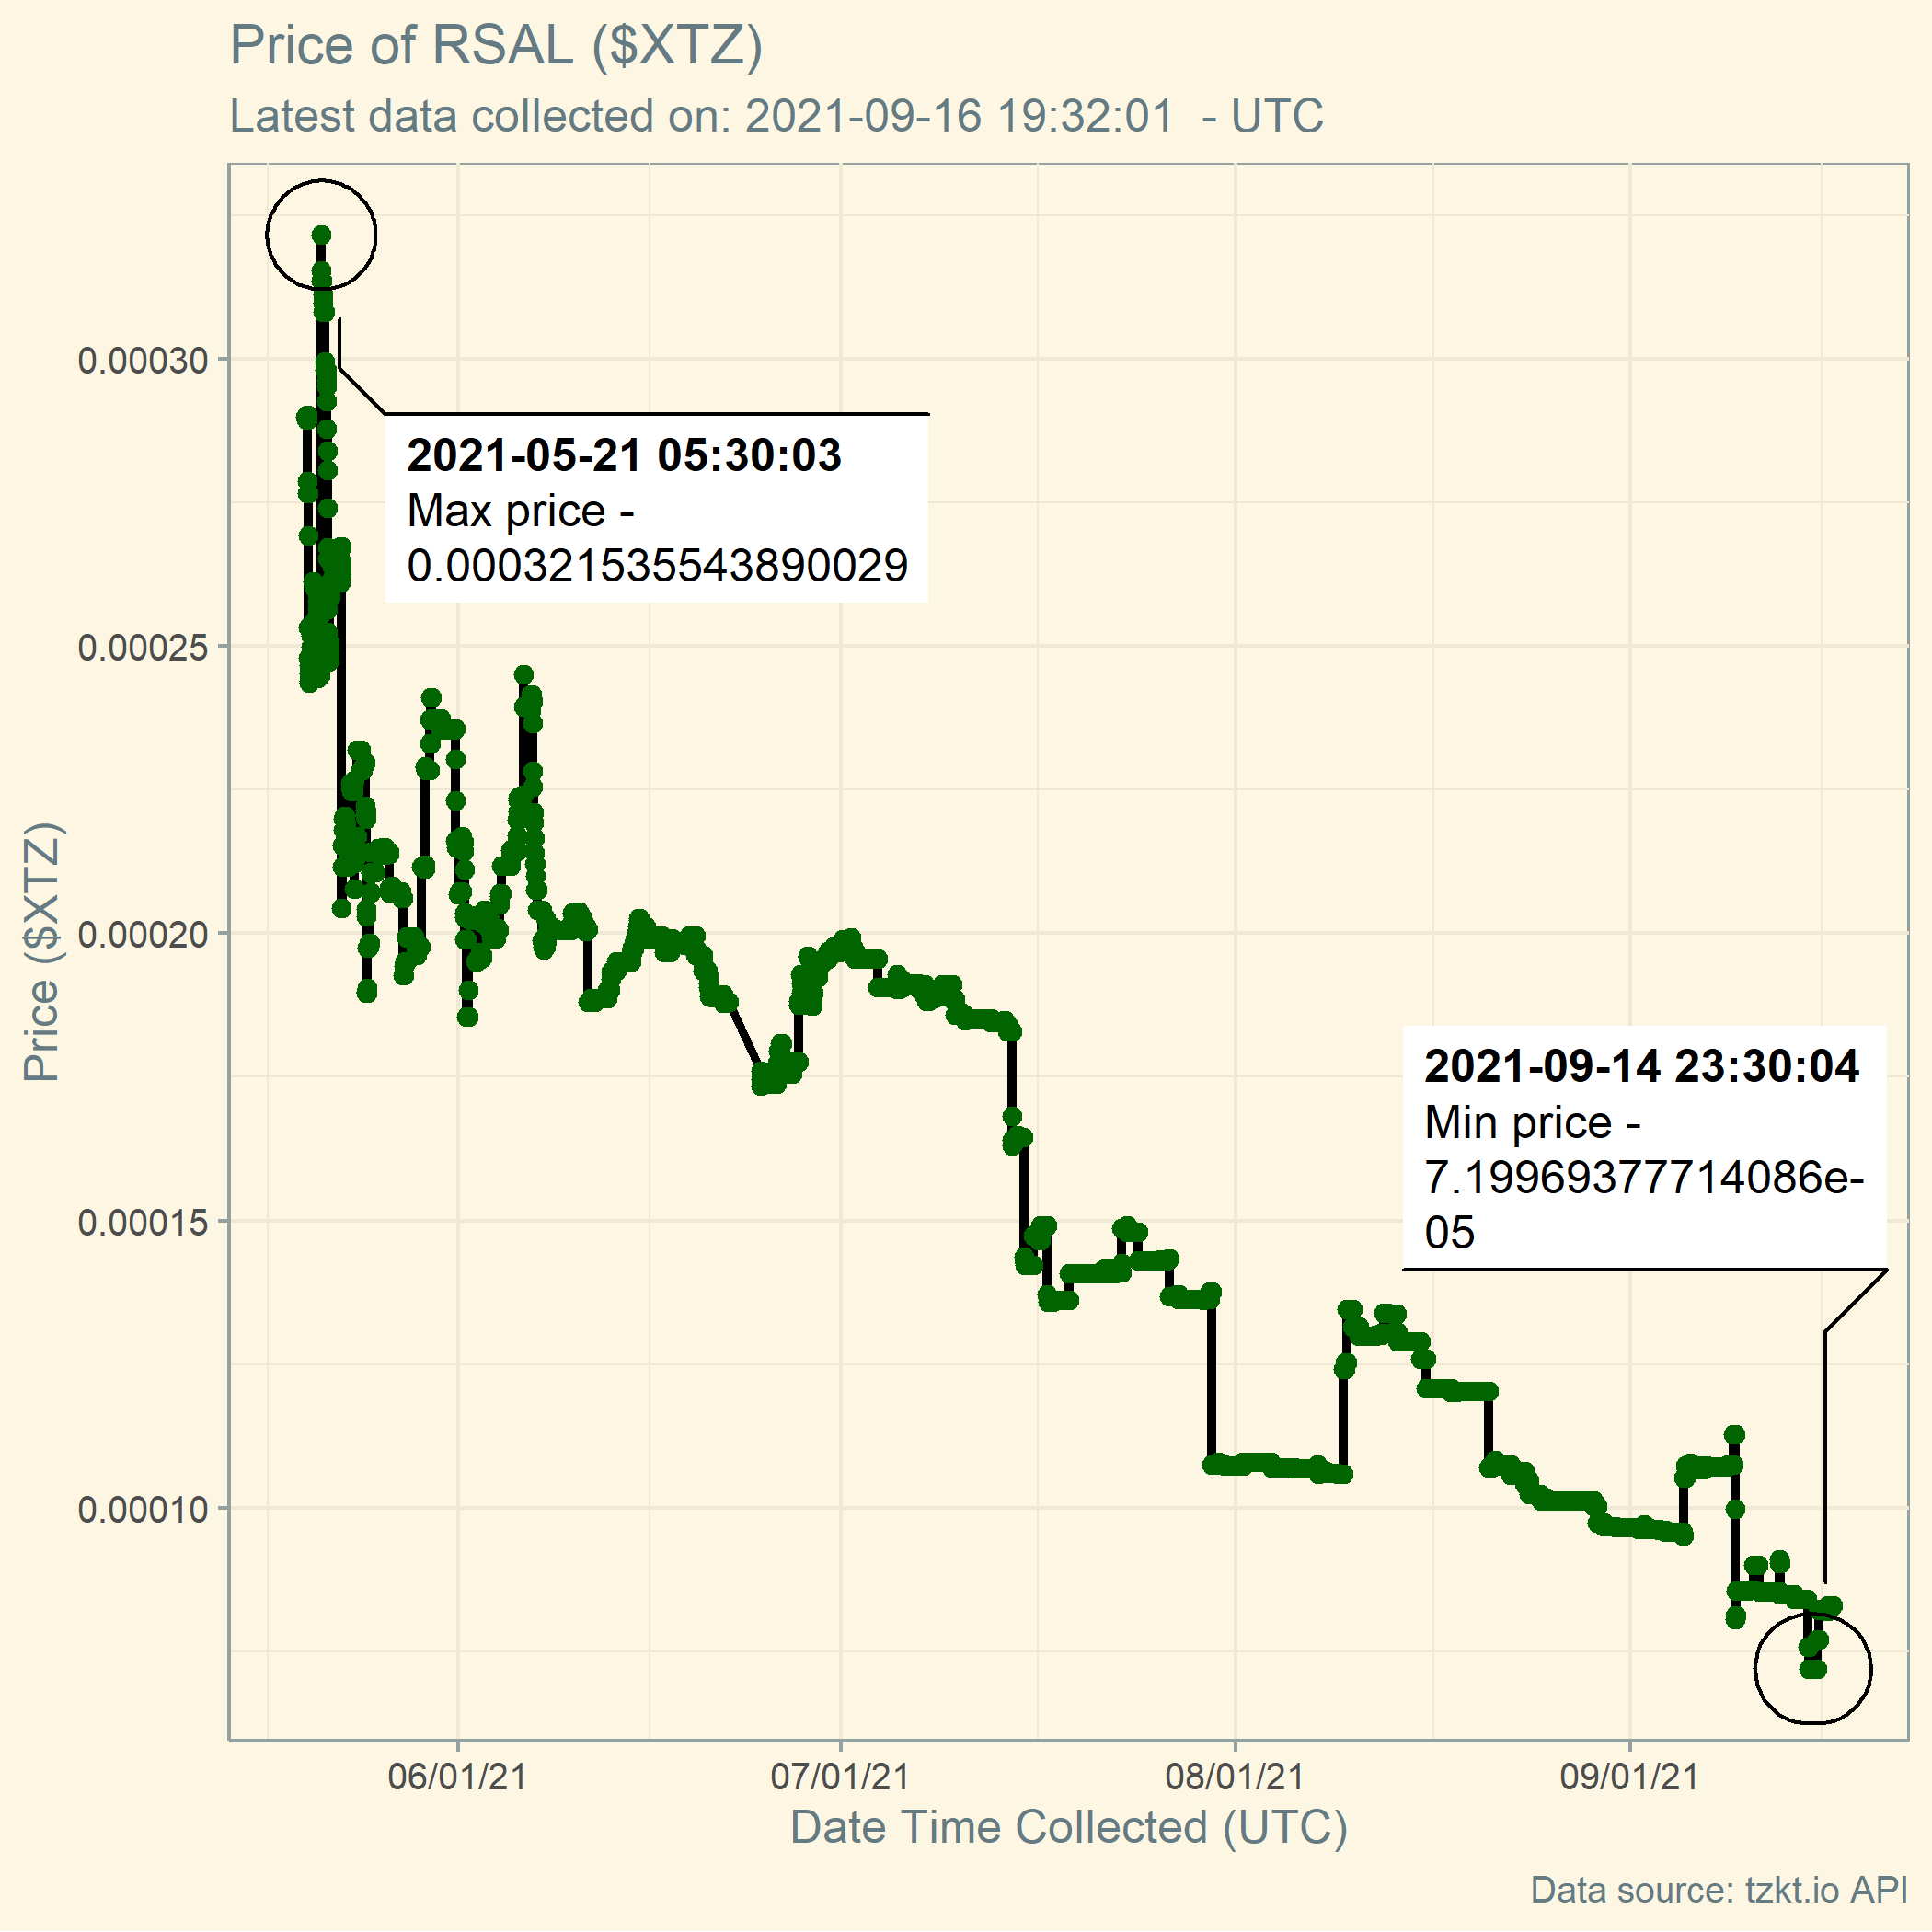 Price of RSAL ($XTZ)
Latest data collected on: 2021-09-16 19:32:01  - UTC
Price ($XTZ)
0.00030
0.00025
0.00020
0.00015
0.00010
2021-05-21 05:30:03
Max price -
0.000321535543890029
2021-09-14 23:30:04
Min price -
7.19969377714086e-
05
06/01/21
07/01/21
08/01/21
09/01/21
Date Time Collected (UTC)
Data source: tzkt.io API